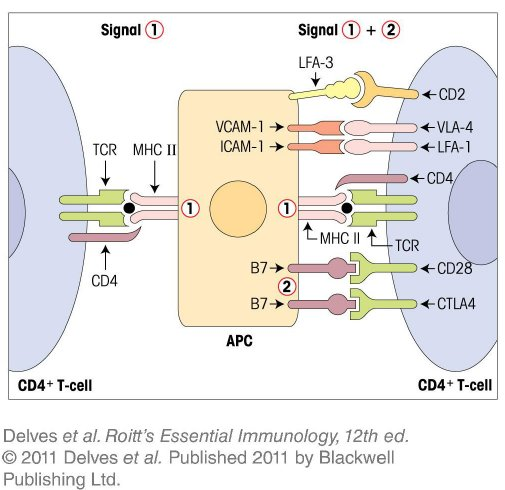 Signal 1
Signal 1 + 2
LFA-3
CD2
VCAM-1
VLA-4
ICAM-1
LFA-1
TCR
MHC II
CD4
1
1
MHC II
TCR
CD4
B7
CD28
2
B7
CTLA4
APC
CD4+ T-cell
CD4+ T-cell
Delves et al. Roitt's Essential Immunology, 12th ed.
© 2011 Delves et al. Published 2011 by Blackwell
Publishing Ltd.